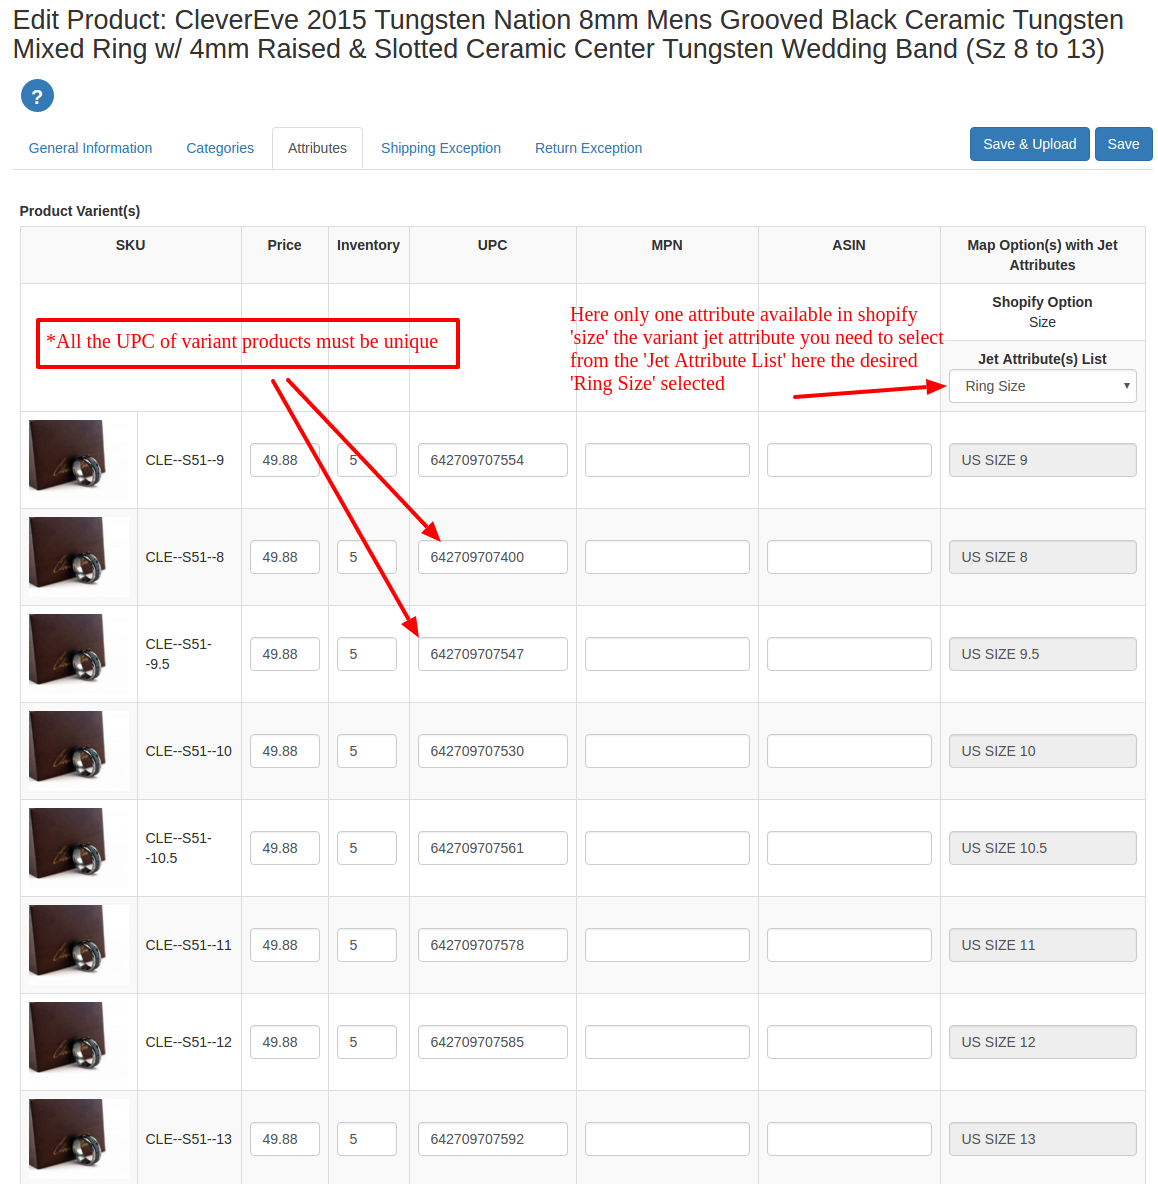 Edit Product: CleverEve 2015 Tungsten Nation 8mm Mens Grooved Black Ceramic Tungsten
Mixed Ring w/ 4mm Raised & Slotted Ceramic Center Tungsten Wedding Band (Sz 8 to 13)
?
General Information
Categories
Attributes
Shipping Exception
Return Exception
Save & Upload
Save
Product Varient(s)
SKU
Price
Inventory
UPC
MPN
ASIN
Map Option(s) with Jet
Attributes
*All the UPC of variant products must be unique
Here only one attribute available in shopify
'size' the variant jet attribute you need to select
from the 'Jet Attribute List' here the desired
'Ring Size' selected
Shopify Option
Size
Jet Attribute(s) List
Ring Size
CLE--S51--9
49.88
5
642709707554
US SIZE 9
CLE--S51--8
49.88
5
642709707400
US SIZE 8
CLE--S51-
-9.5
49.88
5
642709707547
US SIZE 9.5
CLE--S51--10
49.88
5
642709707530
US SIZE 10
CLE--S51-
-10.5
49.88
5
642709707561
US SIZE 10.5
CLE--S51--11
49.88
5
642709707578
US SIZE 11
CLE--S51--12
49.88
5
642709707585
US SIZE 12
CLE--S51--13
49.88
5
642709707592
US SIZE 13